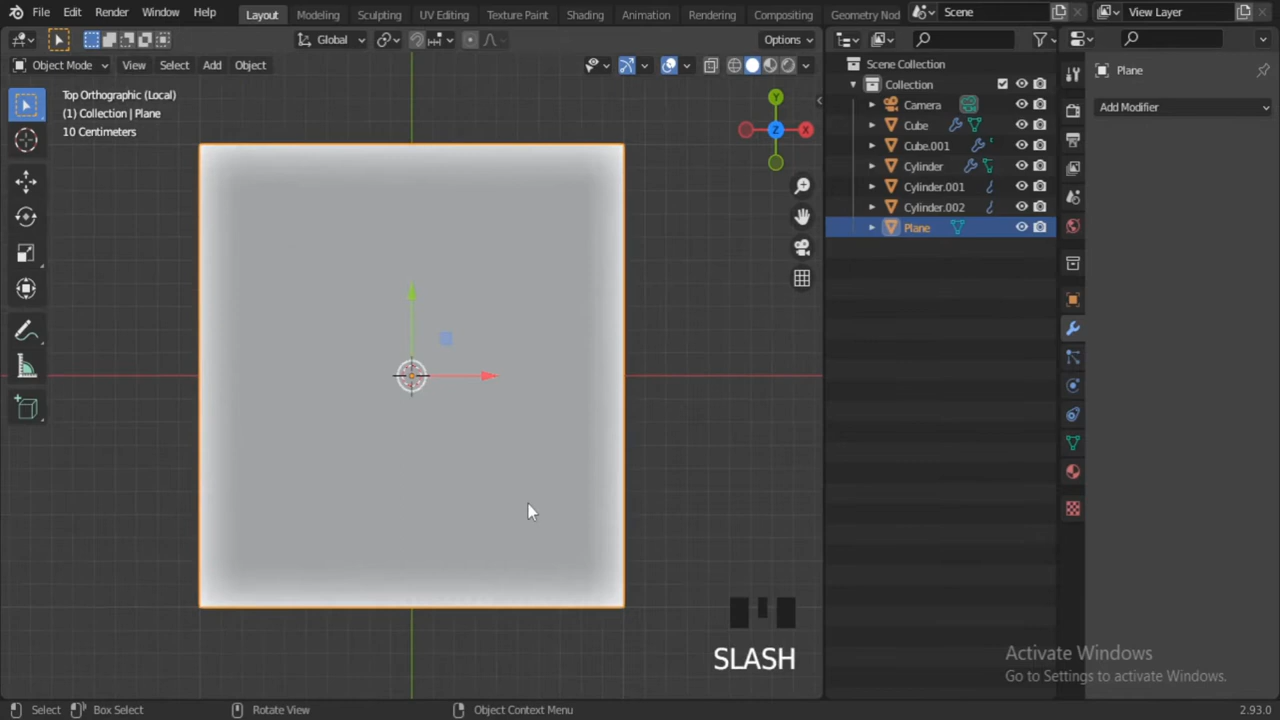 File Edit Render Window Help Layout Modeling Sculpting UV Editing Texture Paint Shading Animation Rendering Compositing Geometry Nod Scene View Layer
Global Options
Object Mode View Select Add Object
Top Orthographic (Local)
(1) Collection | Plane
10 Centimeters
Y
X
Z
Scene Collection
Collection
Camera
Cube
Cube.001
Cylinder
Cylinder.001
Cylinder.002
Plane
Plane
Add Modifier
SLASH
Activate Windows
Go to Settings to activate Windows.
Select Box Select Rotate View Object Context Menu 2.93.0